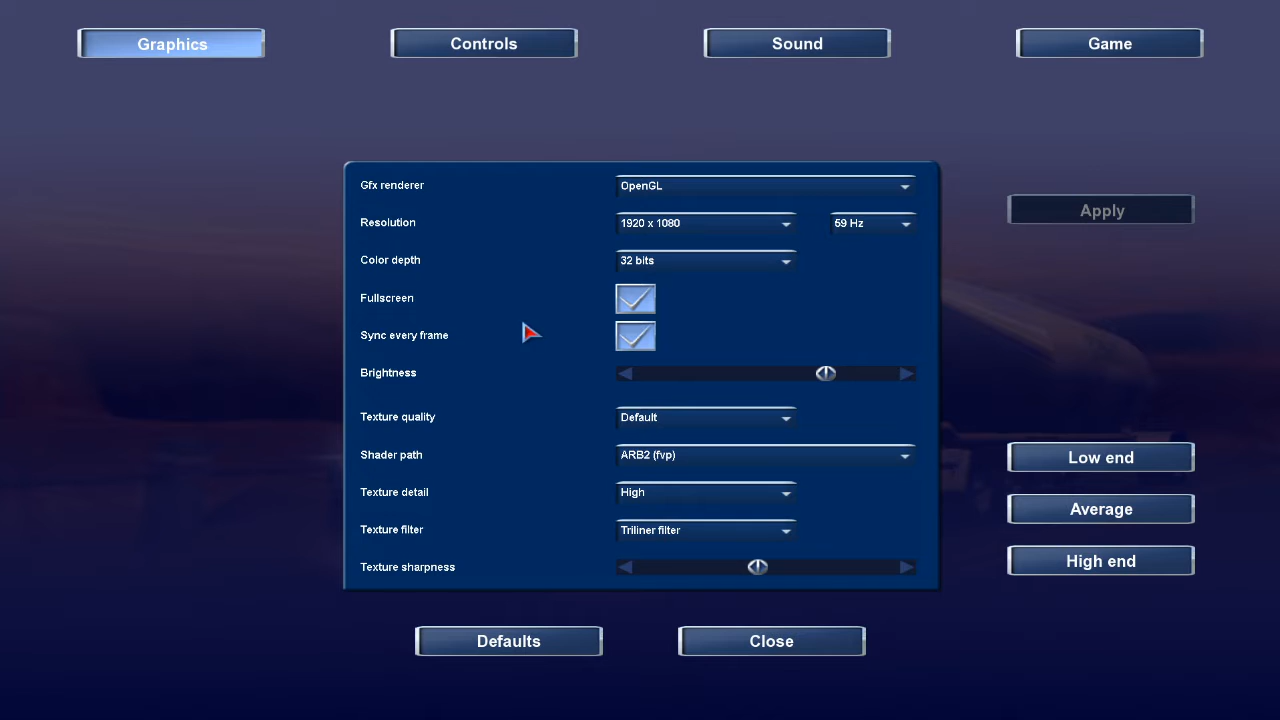 Graphics
Controls
Sound
Game
Gfx renderer OpenGL
Resolution 1920 x 1080 59 Hz
Apply
Color depth 32 bits
Fullscreen
Sync every frame
Brightness
Texture quality Default
Shader path ARB2 (fvp)
Low end
Texture detail High
Average
Texture filter Triliner filter
High end
Texture sharpness
Defaults
Close